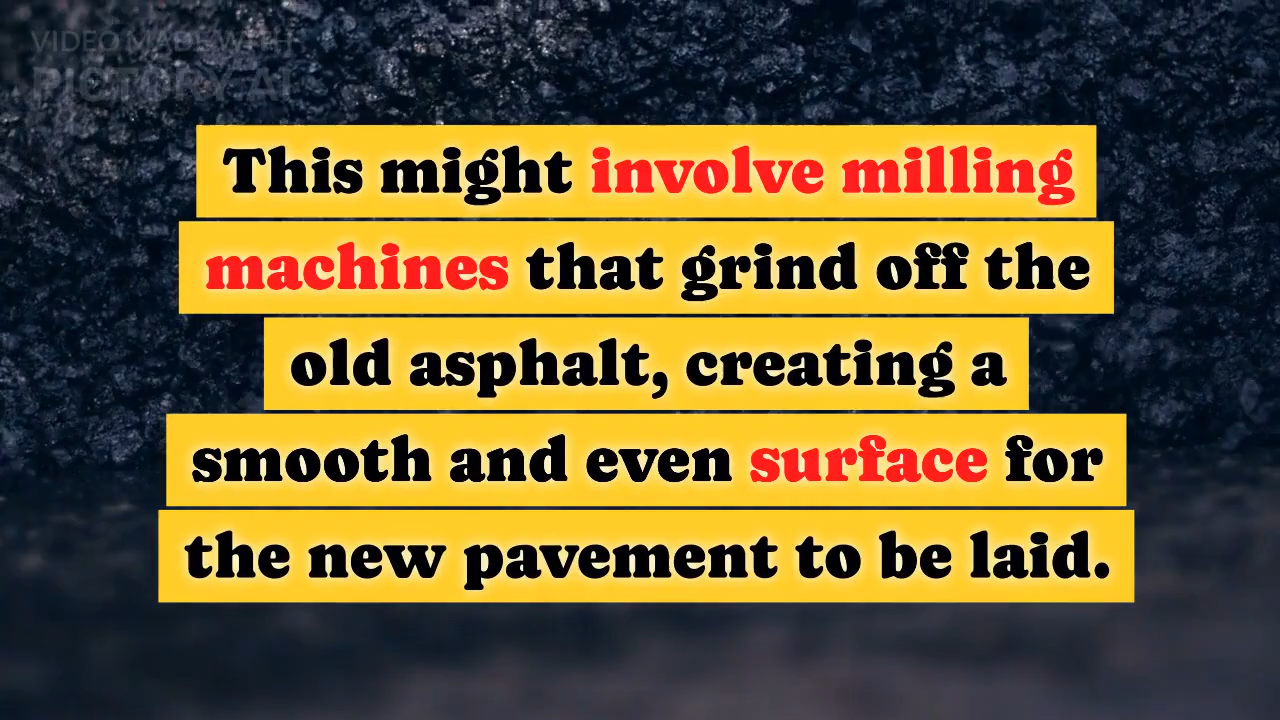 VIDEO MADE WITH
PICTORY.AI
This might involve milling
machines that grind off the
old asphalt, creating a
smooth and even surface for
the new pavement to be laid.